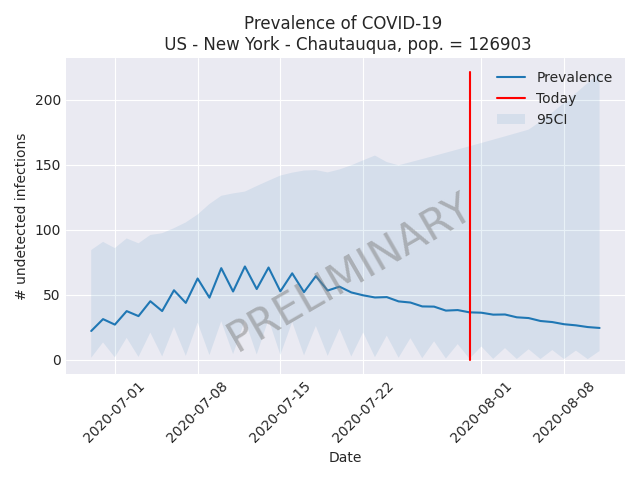 Prevalence of COVID-19
US - New York - Chautauqua, pop. = 126903
Prevalence
Today
95CI
200
150
100
50
0
# undetected infections
PRELIMINARY
2020-07-01
2020-07-08
2020-07-15
2020-07-22
2020-08-01
2020-08-08
Date